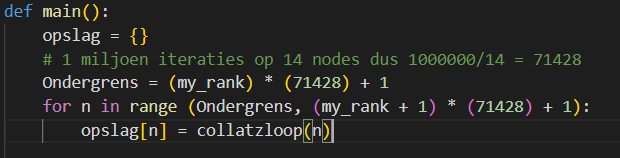 def main():
    opslag = {}
    # 1 miljoen iteraties op 14 nodes dus 1000000/14 = 71428
    Ondergrens = (my_rank) * (71428) + 1
    for n in range (Ondergrens, (my_rank + 1) * (71428) + 1):
        opslag[n] = collatzloop(n)